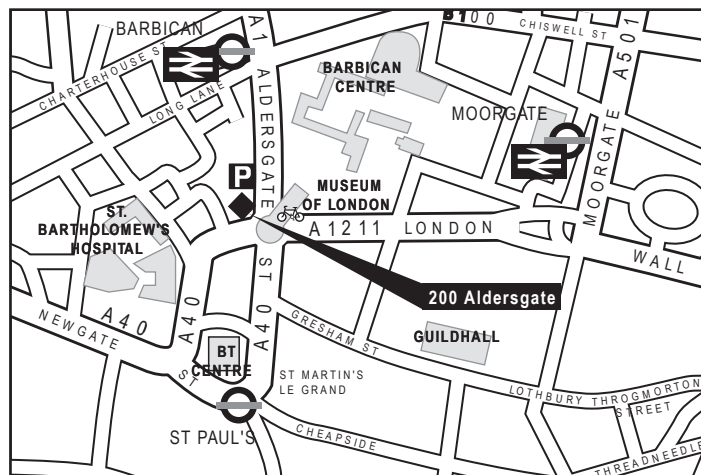 BARBICAN
A1
ALDERSGATE
ST
B100
CHISWELL ST
A501
CHARTERHOUSE ST
LONG LANE
BARBICAN
CENTRE
MOORGATE
MOORGATE
P
MUSEUM
OF LONDON
ST.
BARTHOLOMEW'S
HOSPITAL
A1211 LONDON
WALL
200 Aldersgate
A40
NEWGATE
ST
A40
A40
BT
CENTRE
GRESHAM ST
GUILDHALL
ST MARTIN'S
LE GRAND
LOTHBURY THROGMORTON
STREET
ST PAUL'S
CHEAPSIDE
THREADNEEDLE